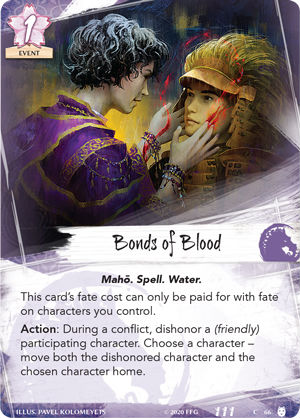 1
EVENT
Bonds of Blood
Mahō. Spell. Water.
This card's fate cost can only be paid for with fate
on characters you control.
Action: During a conflict, dishonor a (friendly)
participating character. Choose a character –
move both the dishonored character and the
chosen character home.
ILLUS. PAVEL KOLOMEYETS © 2020 FFG 111 C 66